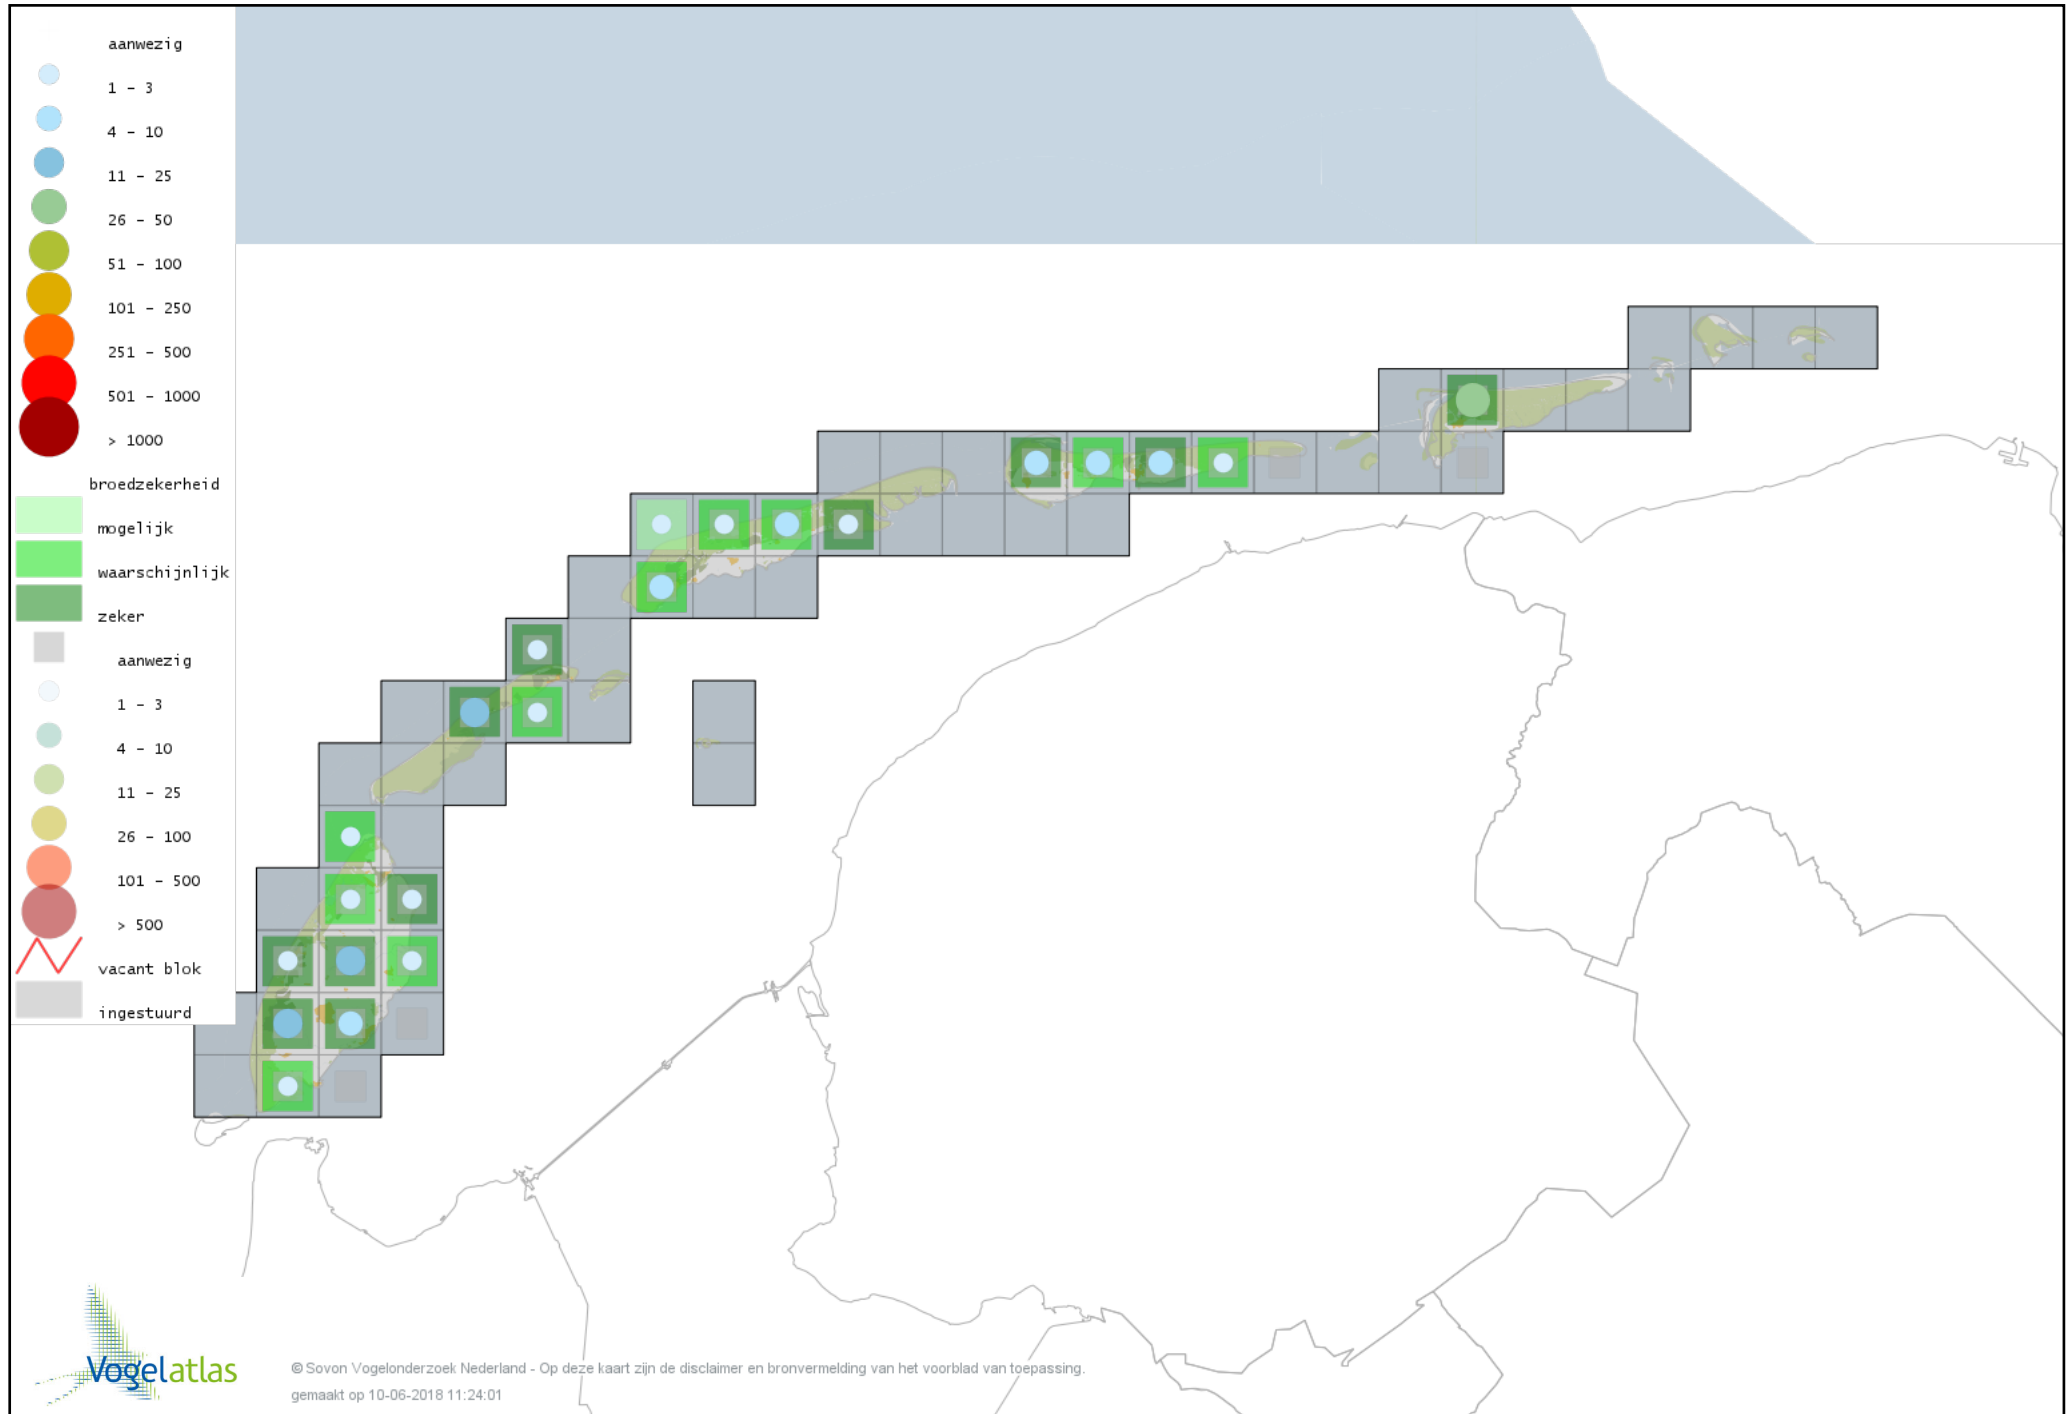 aanwezig
1 - 3
4 - 10
11 - 25
26 - 50
51 - 100
101 - 250
251 - 500
501 - 1000
> 1000
broedzekerheid
mogelijk
waarschijnlijk
zeker
aanwezig
1 - 3
4 - 10
11 - 25
26 - 100
101 - 500
> 500
vacant blok
ingestuurd
Vogelatlas
© Sovon Vogelonderzoek Nederland - Op deze kaart zijn de disclaimer en bronvermelding van het voorblad van toepassing.
gemaakt op 10-06-2018 11:24:01